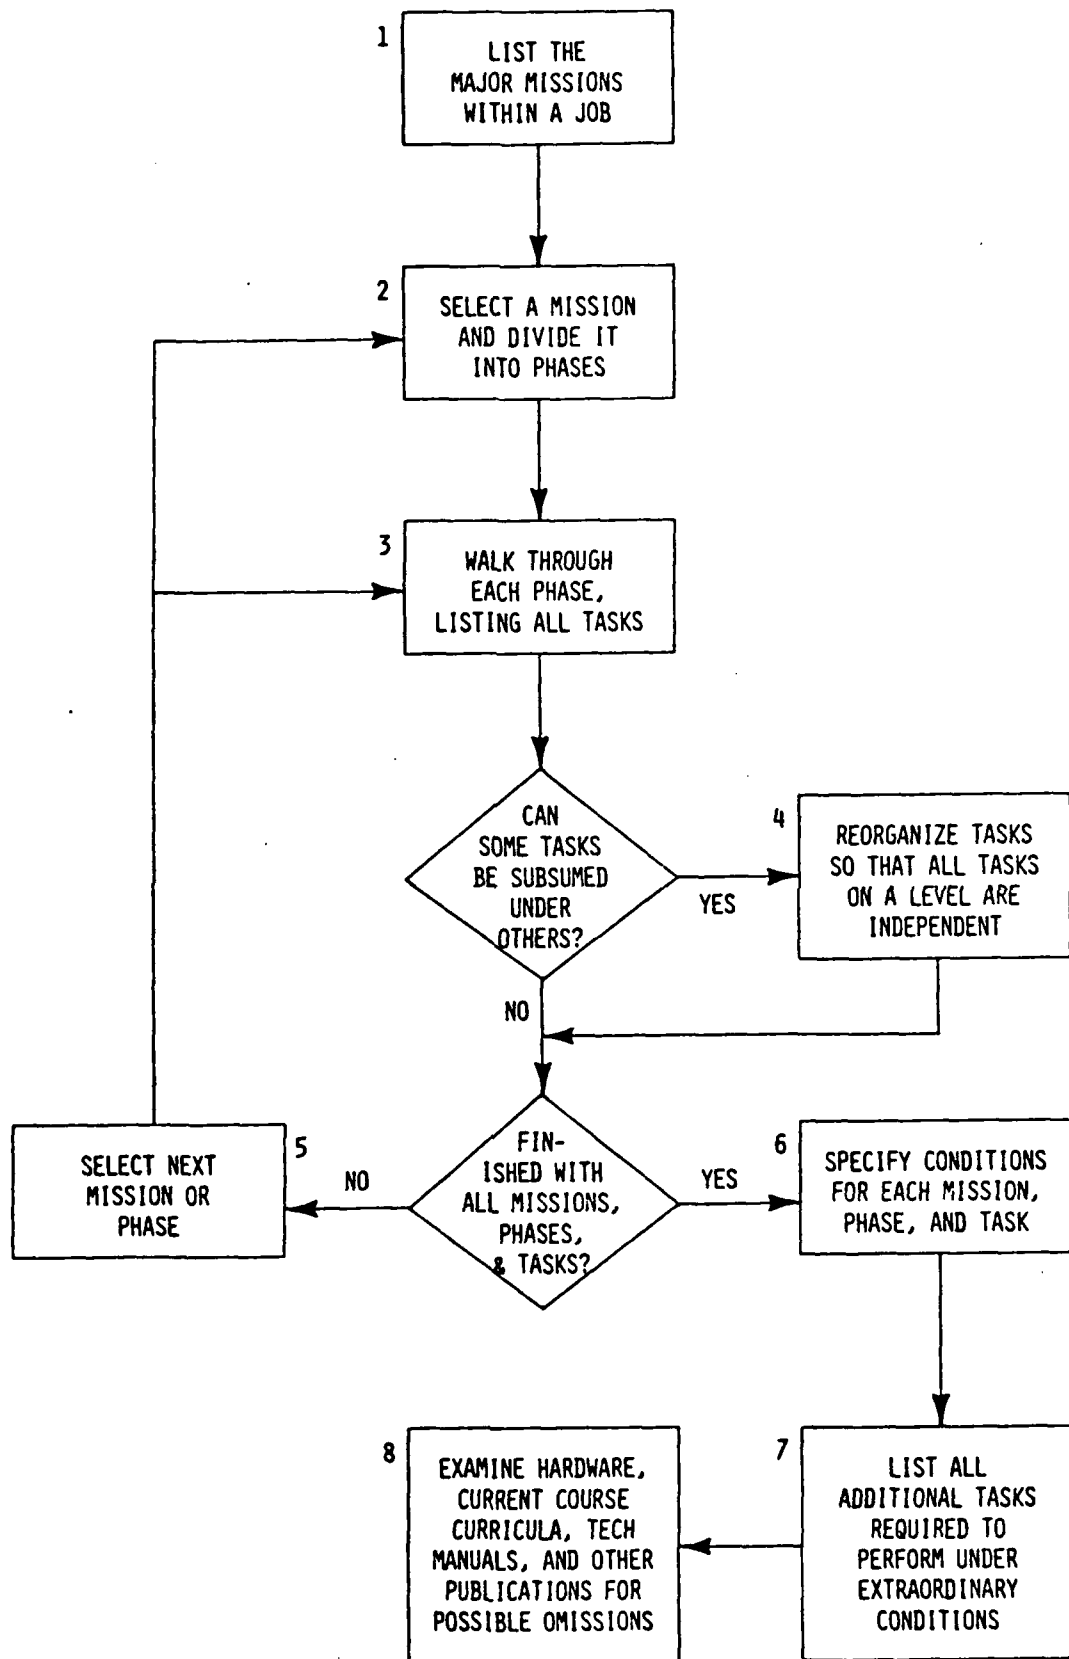 1
LIST THE
MAJOR MISSIONS
WITHIN A JOB
2
SELECT A MISSION
AND DIVIDE IT
INTO PHASES
3
WALK THROUGH
EACH PHASE,
LISTING ALL TASKS
CAN
SOME TASKS
BE SUBSUMED
UNDER
OTHERS?
YES
NO
4
REORGANIZE TASKS
SO THAT ALL TASKS
ON A LEVEL ARE
INDEPENDENT
FIN-
ISHED WITH
ALL MISSIONS,
PHASES,
& TASKS?
NO
YES
5
SELECT NEXT
MISSION OR
PHASE
6
SPECIFY CONDITIONS
FOR EACH MISSION,
PHASE, AND TASK
7
LIST ALL
ADDITIONAL TASKS
REQUIRED TO
PERFORM UNDER
EXTRAORDINARY
CONDITIONS
8
EXAMINE HARDWARE,
CURRENT COURSE
CURRICULA, TECH
MANUALS, AND OTHER
PUBLICATIONS FOR
POSSIBLE OMISSIONS